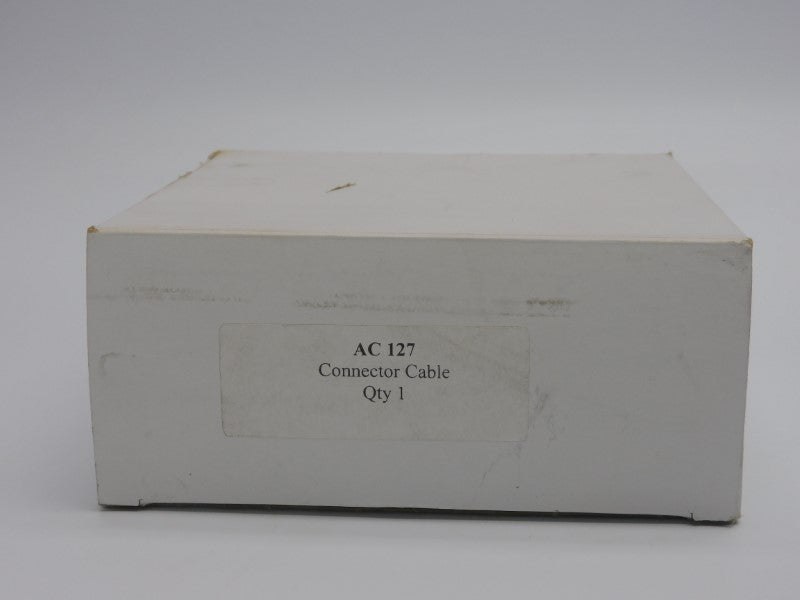 AC 127
Connector Cable
Qty 1